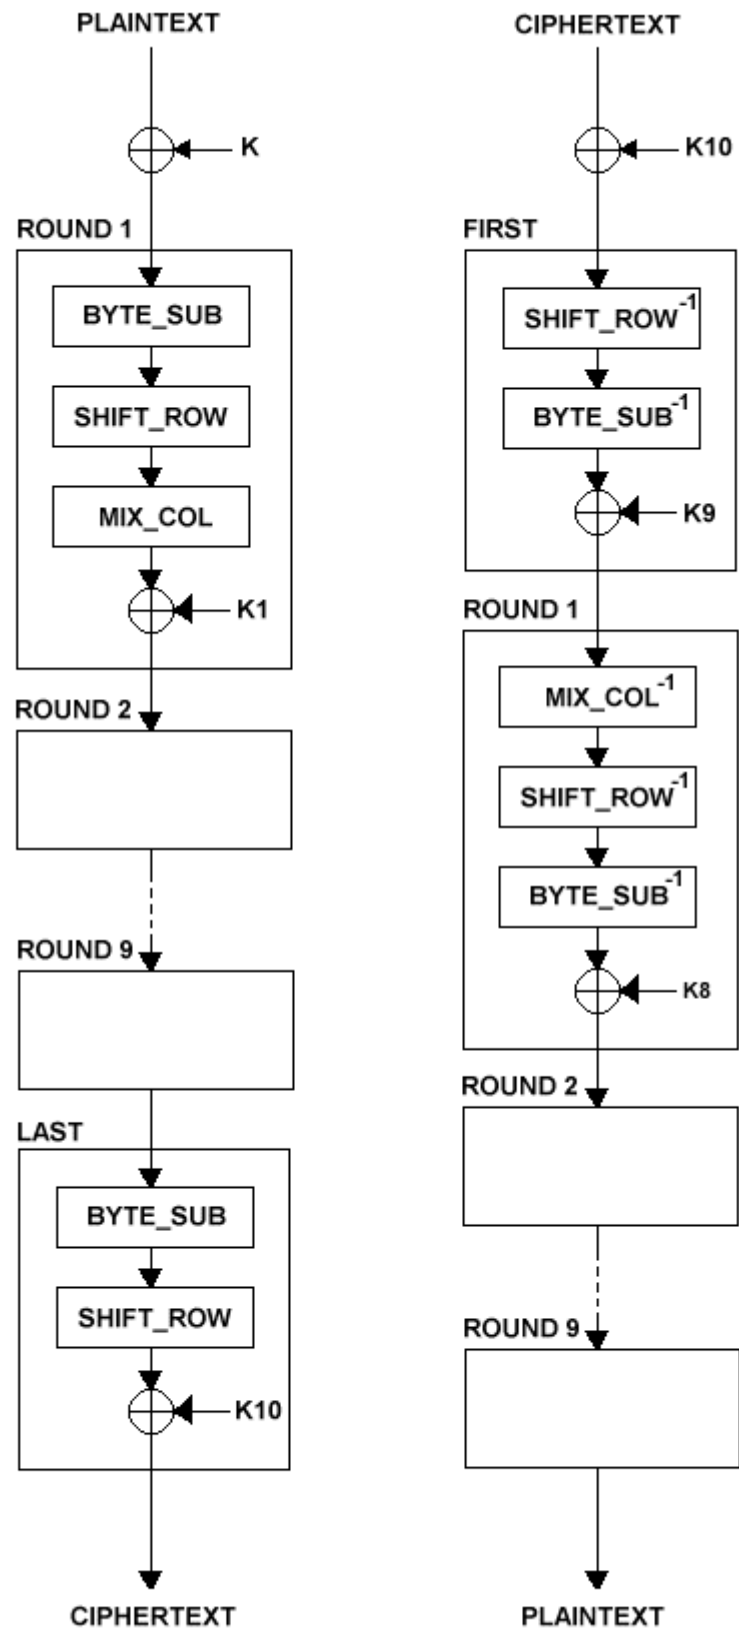 PLAINTEXT
K
ROUND 1
BYTE_SUB
SHIFT_ROW
MIX_COL
K1
ROUND 2
ROUND 9
LAST
BYTE_SUB
SHIFT_ROW
K10
CIPHERTEXT
CIPHERTEXT
K10
FIRST
SHIFT_ROW-1
BYTE_SUB-1
K9
ROUND 1
MIX_COL-1
SHIFT_ROW-1
BYTE_SUB-1
K8
ROUND 2
ROUND 9
PLAINTEXT